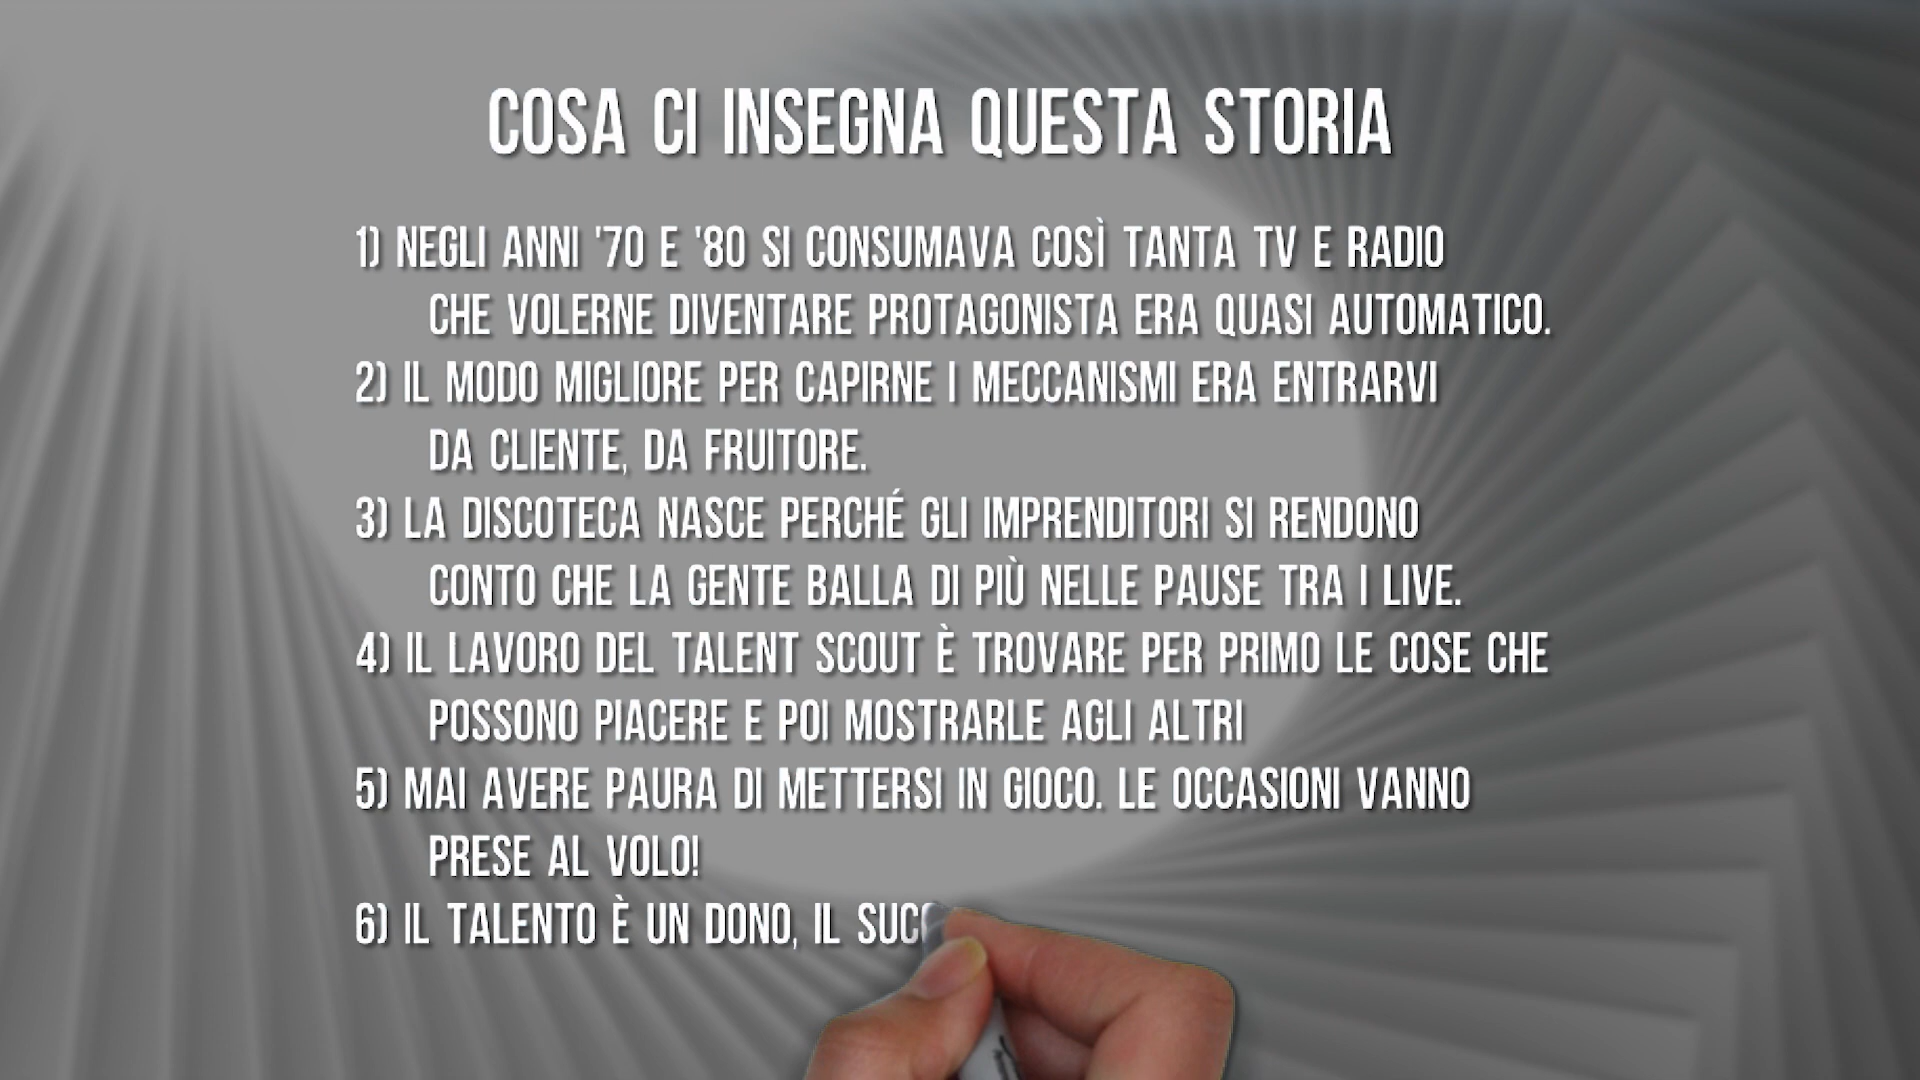 COSA CI INSEGNA QUESTA STORIA
1) NEGLI ANNI '70 E '80 SI CONSUMAVA COSÌ TANTA TV E RADIO
CHE VOLERNE DIVENTARE PROTAGONISTA ERA QUASI AUTOMATICO.
2) IL MODO MIGLIORE PER CAPIRNE I MECCANISMI ERA ENTRARVI
DA CLIENTE, DA FRUITORE.
3) LA DISCOTECA NASCE PERCHÉ GLI IMPRENDITORI SI RENDONO
CONTO CHE LA GENTE BALLA DI PIÙ NELLE PAUSE TRA I LIVE.
4) IL LAVORO DEL TALENT SCOUT È TROVARE PER PRIMO LE COSE CHE
POSSONO PIACERE E POI MOSTRARLE AGLI ALTRI
5) MAI AVERE PAURA DI METTERSI IN GIOCO. LE OCCASIONI VANNO
PRESE AL VOLO!
6) IL TALENTO È UN DONO, IL SUC